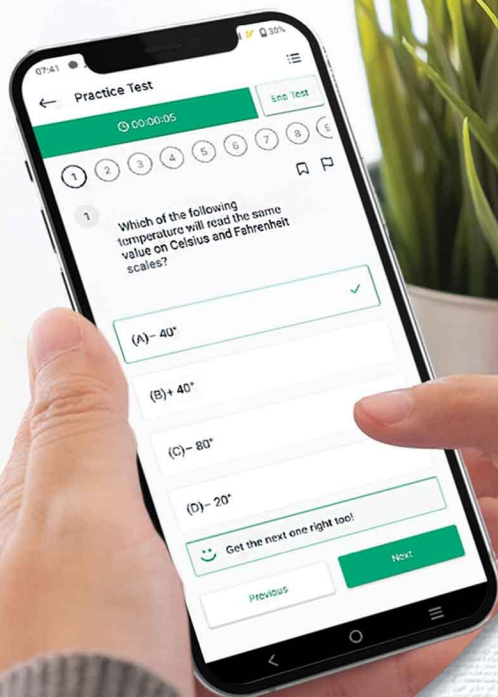 07:41
30%
Practice Test
00:00:05
End Test
1 2 3 4 5 6 7 8
1
Which of the following
temperature will read the same
value on Celsius and Fahrenheit
scales?
(A)– 40°
(B)+ 40°
(C)– 80°
(D)– 20°
Get the next one right too!
Previous
Next